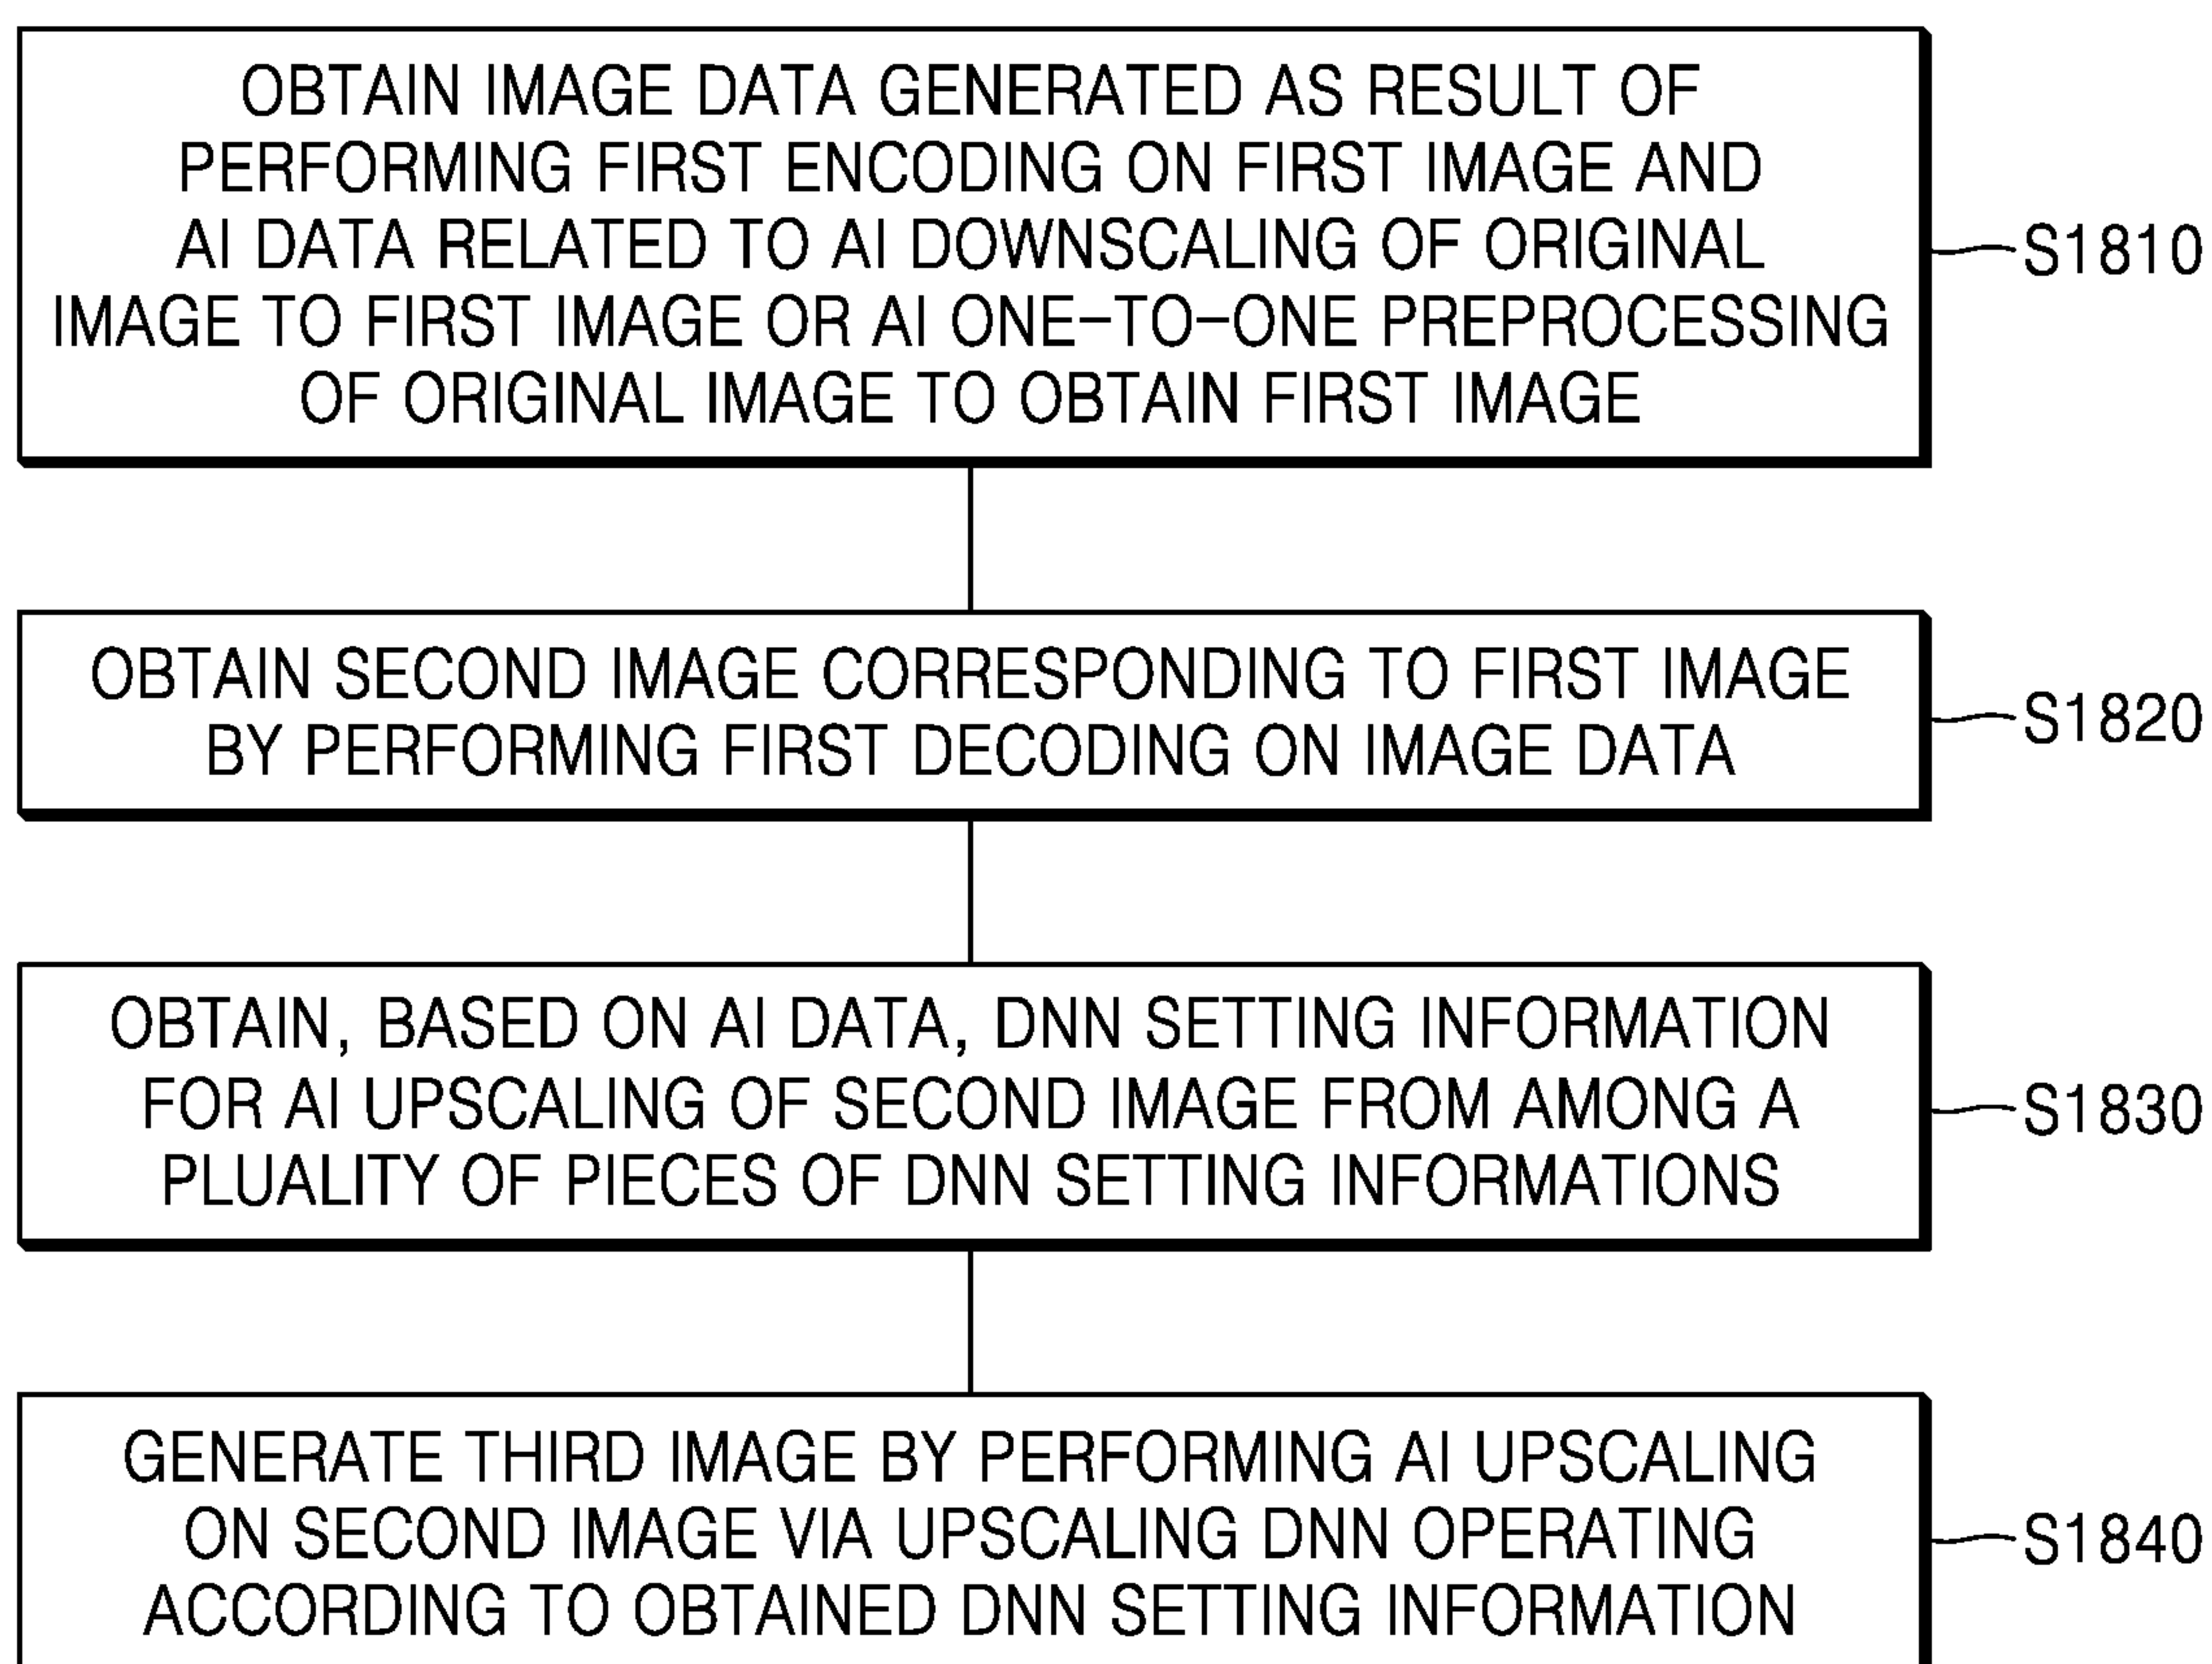 OBTAIN IMAGE DATA GENERATED AS RESULT OF
PERFORMING FIRST ENCODING ON FIRST IMAGE AND
AI DATA RELATED TO AI DOWNSCALING OF ORIGINAL
IMAGE TO FIRST IMAGE OR AI ONE-TO-ONE PREPROCESSING
OF ORIGINAL IMAGE TO OBTAIN FIRST IMAGE
S1810
OBTAIN SECOND IMAGE CORRESPONDING TO FIRST IMAGE
BY PERFORMING FIRST DECODING ON IMAGE DATA
S1820
OBTAIN, BASED ON AI DATA, DNN SETTING INFORMATION
FOR AI UPSCALING OF SECOND IMAGE FROM AMONG A
PLUALITY OF PIECES OF DNN SETTING INFORMATIONS
S1830
GENERATE THIRD IMAGE BY PERFORMING AI UPSCALING
ON SECOND IMAGE VIA UPSCALING DNN OPERATING
ACCORDING TO OBTAINED DNN SETTING INFORMATION
S1840